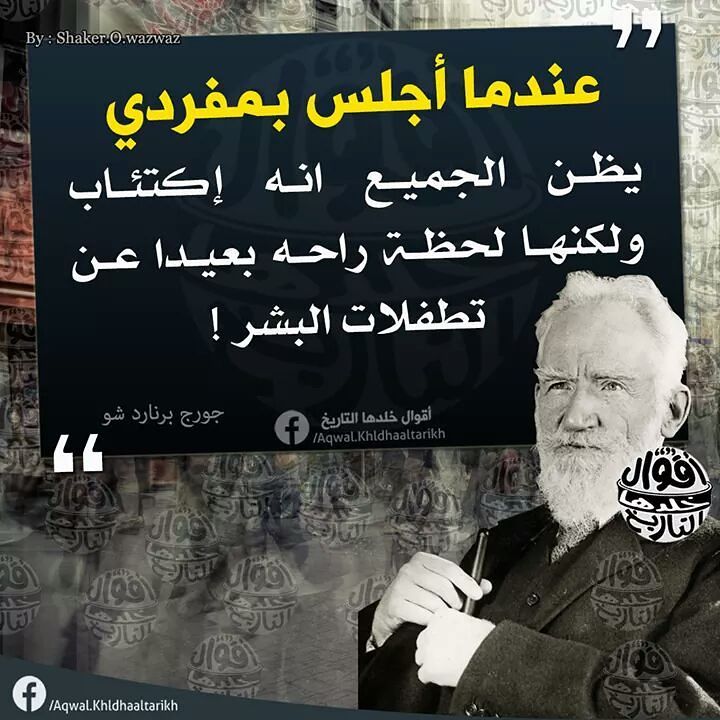 By : Shaker.O.wazwaz
عندما أجلس بمفردي
يظن الجميع انه إكتئاب
ولكنها لحظة راحه بعيدا عن
تطفلات البشر !
جورج برنارد شو
أقوال خلدها التاريخ
/Aqwal.Khldhaaltarikh
أقوال
خلدها
التاريخ
/Aqwal.Khldhaaltarikh